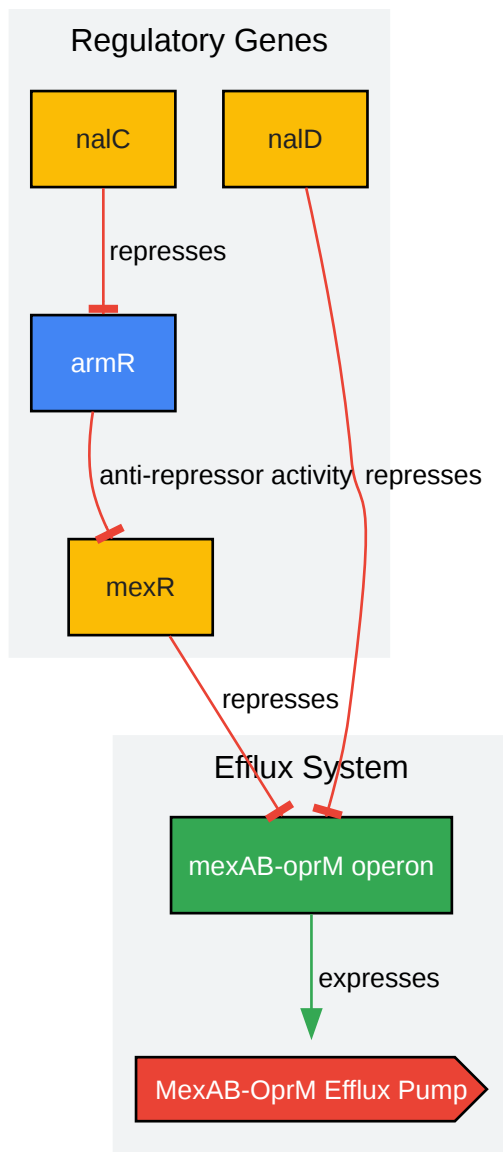 Regulatory Genes
nalC
nalD
represses
armR
anti-repressor activity
represses
mexR
represses
Efflux System
mexAB-oprM operon
expresses
MexAB-OprM Efflux Pump